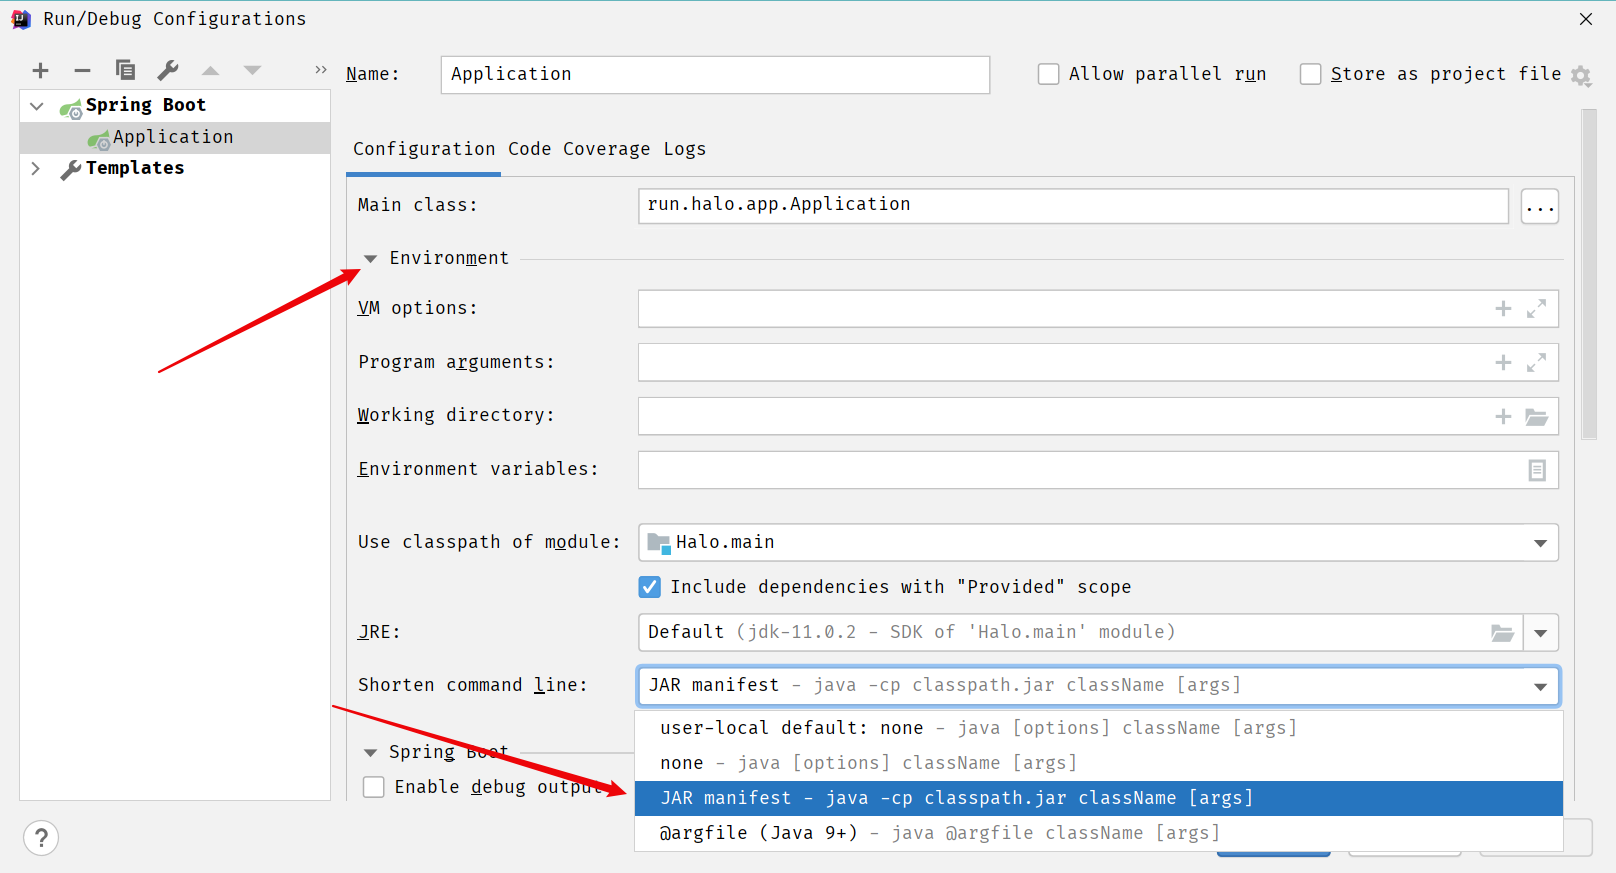 Run/Debug Configurations
Name: Application Allow parallel run Store as project file
Spring Boot
Application
Templates
Configuration Code Coverage Logs
Main class: run.halo.app.Application ...
Environment
VM options:
Program arguments:
Working directory:
Environment variables:
Use classpath of module: Halo.main
Include dependencies with "Provided" scope
JRE: Default (jdk-11.0.2 - SDK of 'Halo.main' module)
Shorten command line: JAR manifest - java -cp classpath.jar className [args]
user-local default: none - java [options] className [args]
Spring Boot
none - java [options] className [args]
Enable debug output
JAR manifest - java -cp classpath.jar className [args]
@argfile (Java 9+) - java @argfile className [args]
?